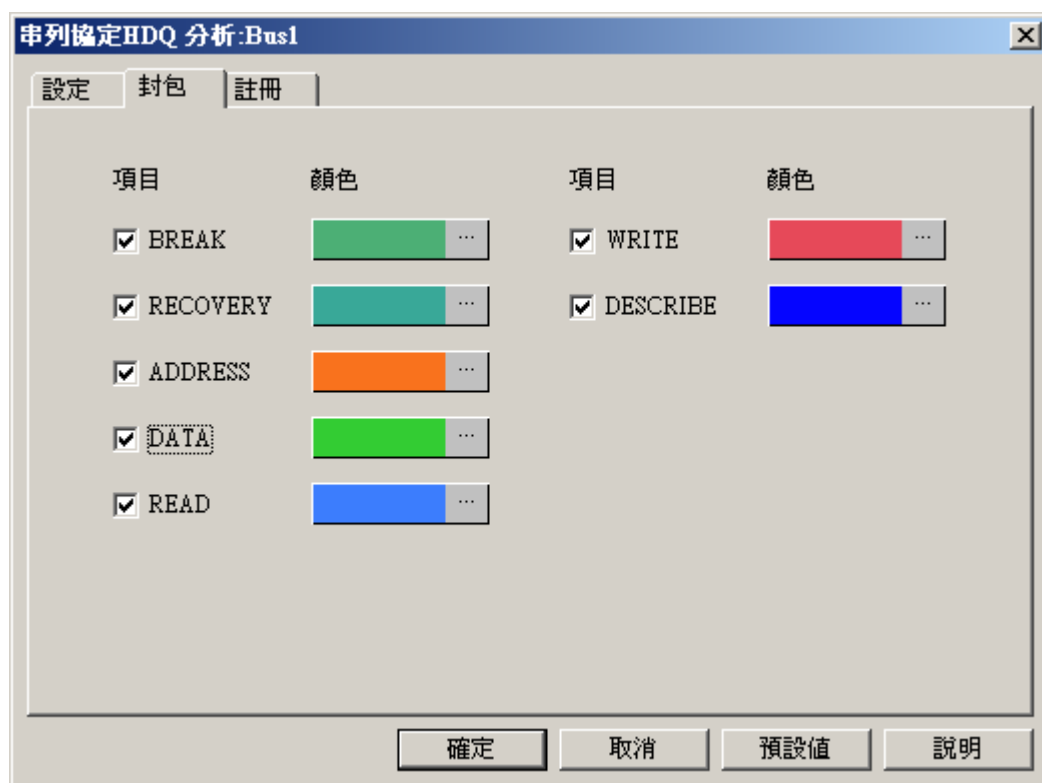 串列協定HDQ 分析:Bus1
設定 封包 註冊
項目 顏色 項目 顏色
BREAK ... WRITE ...
RECOVERY ... DESCRIBE ...
ADDRESS ...
DATA ...
READ ...
確定 取消 預設值 說明